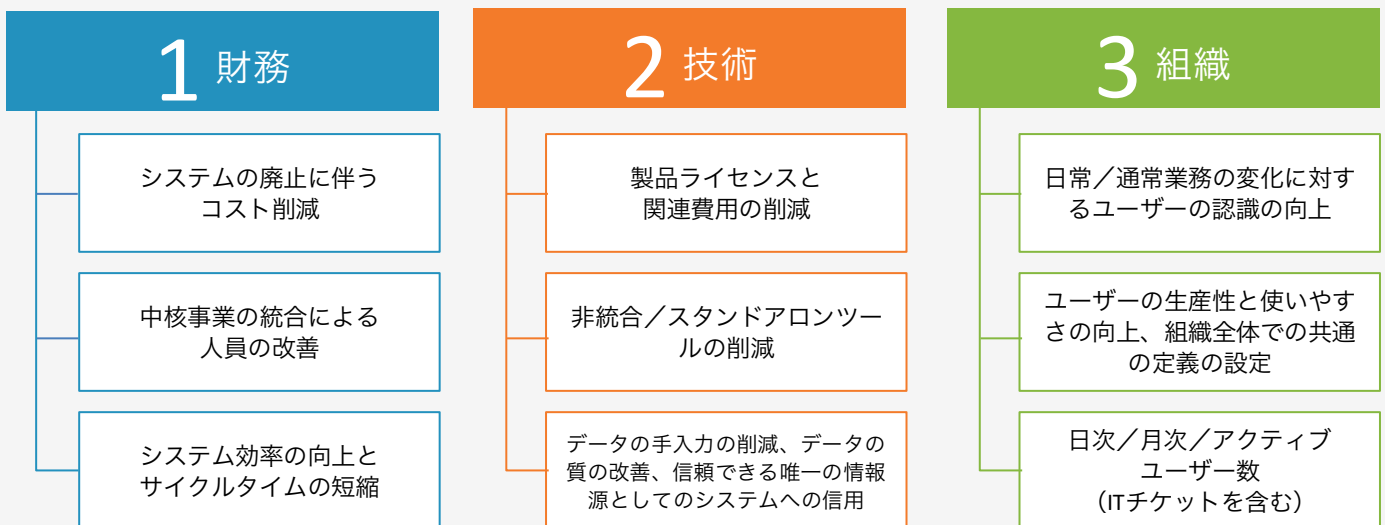 1 財務
システムの廃止に伴う
コスト削減
中核事業の統合による
人員の改善
システム効率の向上と
サイクルタイムの短縮
2 技術
製品ライセンスと
関連費用の削減
非統合／スタンドアロンツー
ルの削減
データの手入力の削減、データの
質の改善、信頼できる唯一の情報
源としてのシステムへの信用
3 組織
日常／通常業務の変化に対す
るユーザーの認識の向上
ユーザーの生産性と使いやす
さの向上、組織全体での共通
の定義の設定
日次／月次／アクティブ
ユーザー数
（ITチケットを含む）